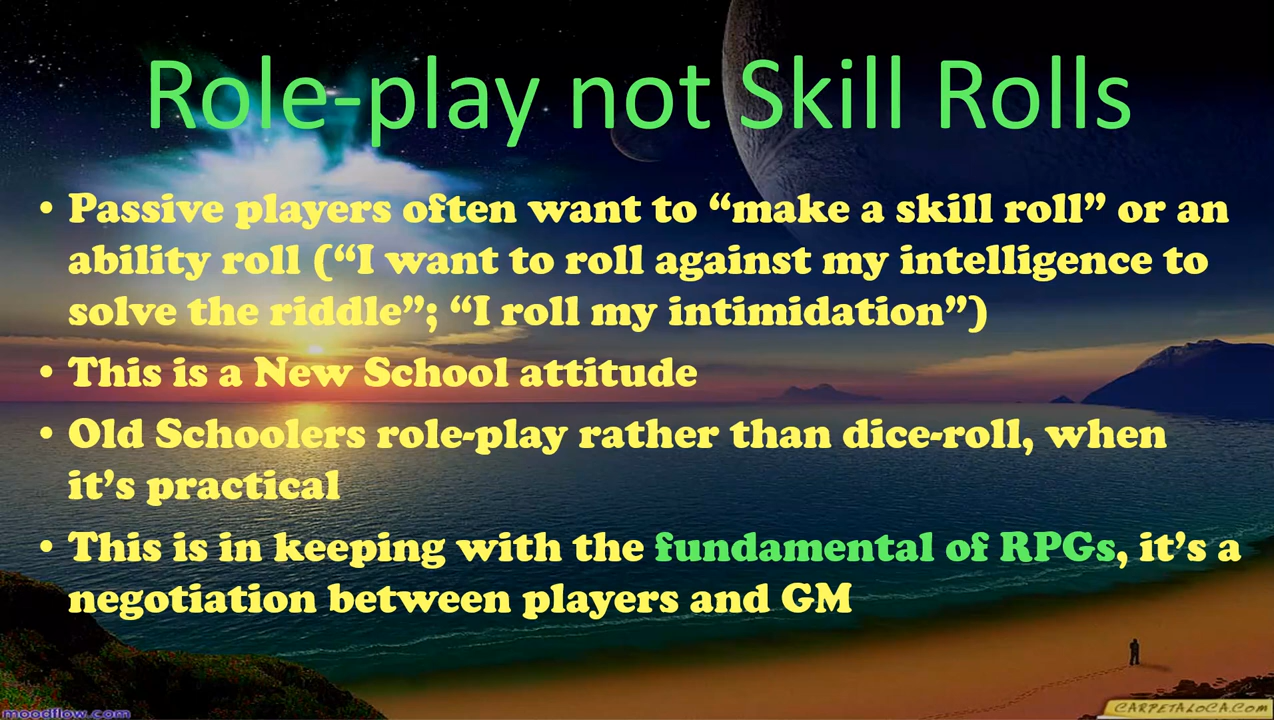 Role-play not Skill Rolls
• Passive players often want to “make a skill roll” or an
ability roll (“I want to roll against my intelligence to
solve the riddle”; “I roll my intimidation”)
• This is a New School attitude
• Old Schoolers role-play rather than dice-roll, when
it’s practical
• This is in keeping with the fundamental of RPGs, it’s a
negotiation between players and GM
moodflow.com
CARPETALOCA.COM